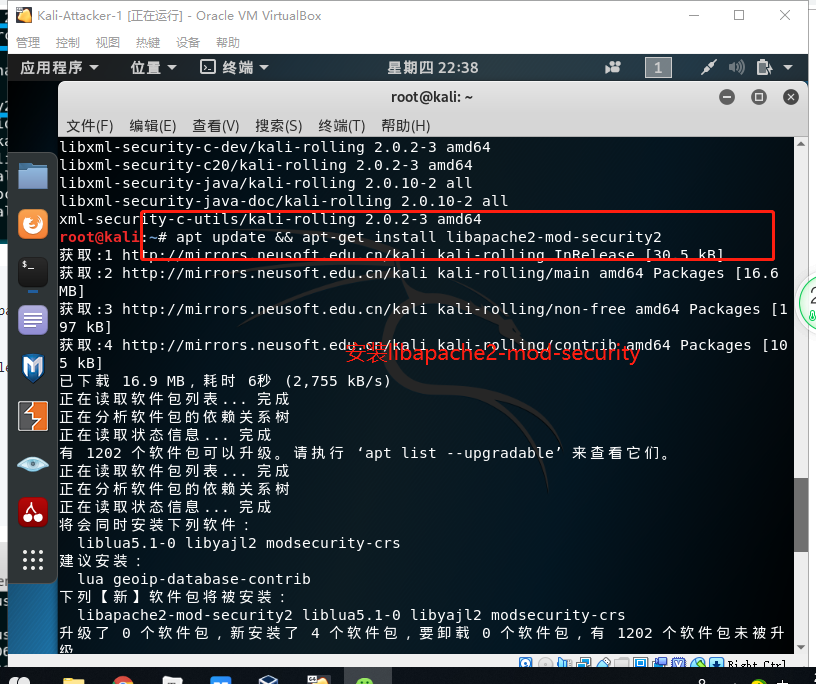 Kali-Attacker-1 [正在运行] - Oracle VM VirtualBox
管理 控制 视图 热键 设备 帮助
应用程序 位置 终端 星期四 22:38 1
root@kali: ~
文件(F) 编辑(E) 查看(V) 搜索(S) 终端(T) 帮助(H)
libxml-security-c-dev/kali-rolling 2.0.2-3 amd64
libxml-security-c20/kali-rolling 2.0.2-3 amd64
libxml-security-java/kali-rolling 2.0.10-2 all
libxml-security-java-doc/kali-rolling 2.0.10-2 all
xml-security-c-utils/kali-rolling 2.0.2-3 amd64
root@kali:~# apt update && apt-get install libapache2-mod-security2
获取:1 http://mirrors.neusoft.edu.cn/kali kali-rolling InRelease [30.5 kB]
获取:2 http://mirrors.neusoft.edu.cn/kali kali-rolling/main amd64 Packages [16.6
MB]
获取:3 http://mirrors.neusoft.edu.cn/kali kali-rolling/non-free amd64 Packages [1
97 kB]
获取:4 http://mirrors.neusoft.edu.cn/kali kali-rolling/contrib amd64 Packages [10
5 kB]
安装libapache2-mod-security
已下载 16.9 MB，耗时 6秒 (2,755 kB/s)
正在读取软件包列表... 完成
正在分析软件包的依赖关系树
正在读取状态信息... 完成
有 1202 个软件包可以升级。请执行 ‘apt list --upgradable’ 来查看它们。
正在读取软件包列表... 完成
正在分析软件包的依赖关系树
正在读取状态信息... 完成
将会同时安装下列软件：
liblua5.1-0 libyajl2 modsecurity-crs
建议安装：
lua geoip-database-contrib
下列【新】软件包将被安装：
libapache2-mod-security2 liblua5.1-0 libyajl2 modsecurity-crs
升级了 0 个软件包，新安装了 4 个软件包，要卸载 0 个软件包，有 1202 个软件包未被升
级
Right Ctrl